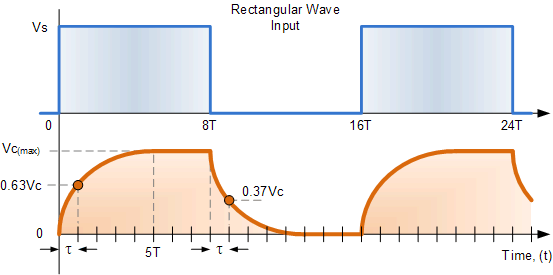 Rectangular Wave
Input
Vs
0
8T
16T
24T
Vc(max)
0.63Vc
0.37Vc
0
τ
5T
τ
Time, (t)